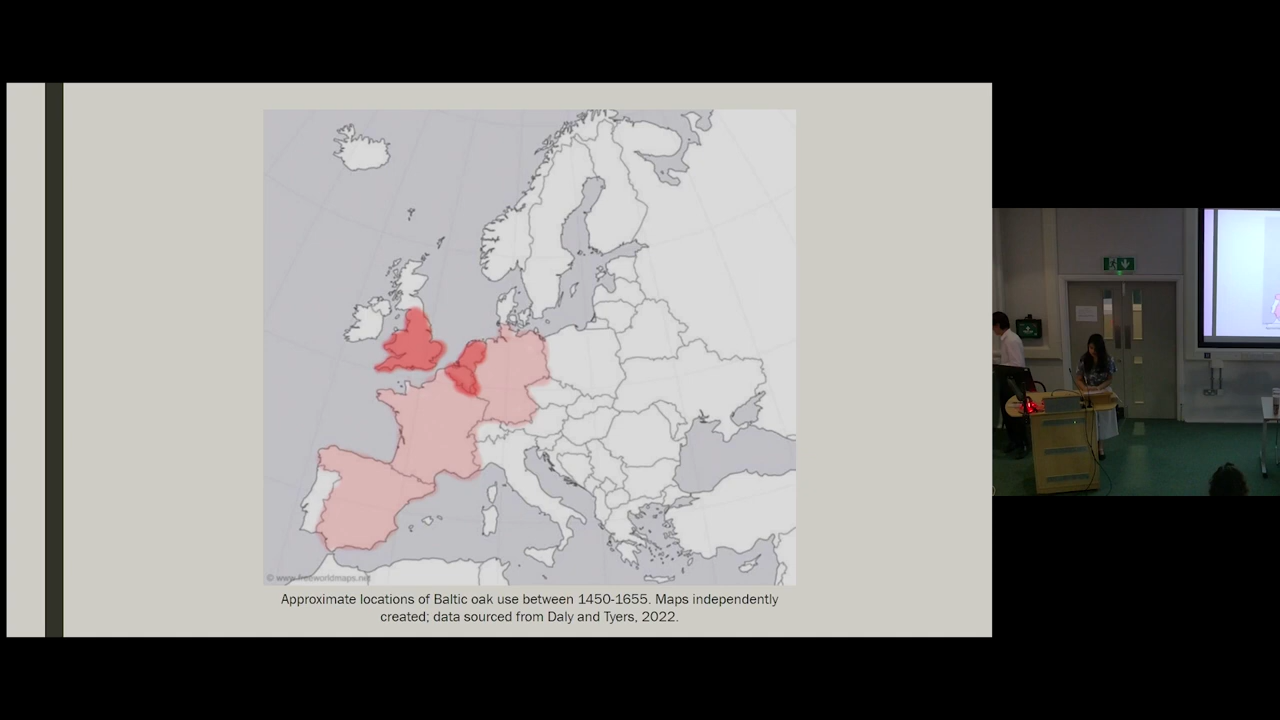 © www.freeworldmaps.net
Approximate locations of Baltic oak use between 1450-1655. Maps independently
created; data sourced from Daly and Tyers, 2022.